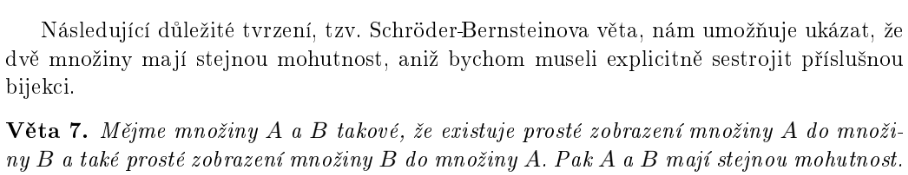 Následující důležité tvrzení, tzv. Schröder-Bernsteinova věta, nám umožňuje ukázat, že
dvě množiny mají stejnou mohutnost, aniž bychom museli explicitně sestrojit příslušnou
bijekci.
Věta 7. Mějme množiny A a B takové, že existuje prosté zobrazení množiny A do množi-
ny B a také prosté zobrazení množiny B do množiny A. Pak A a B mají stejnou mohutnost.